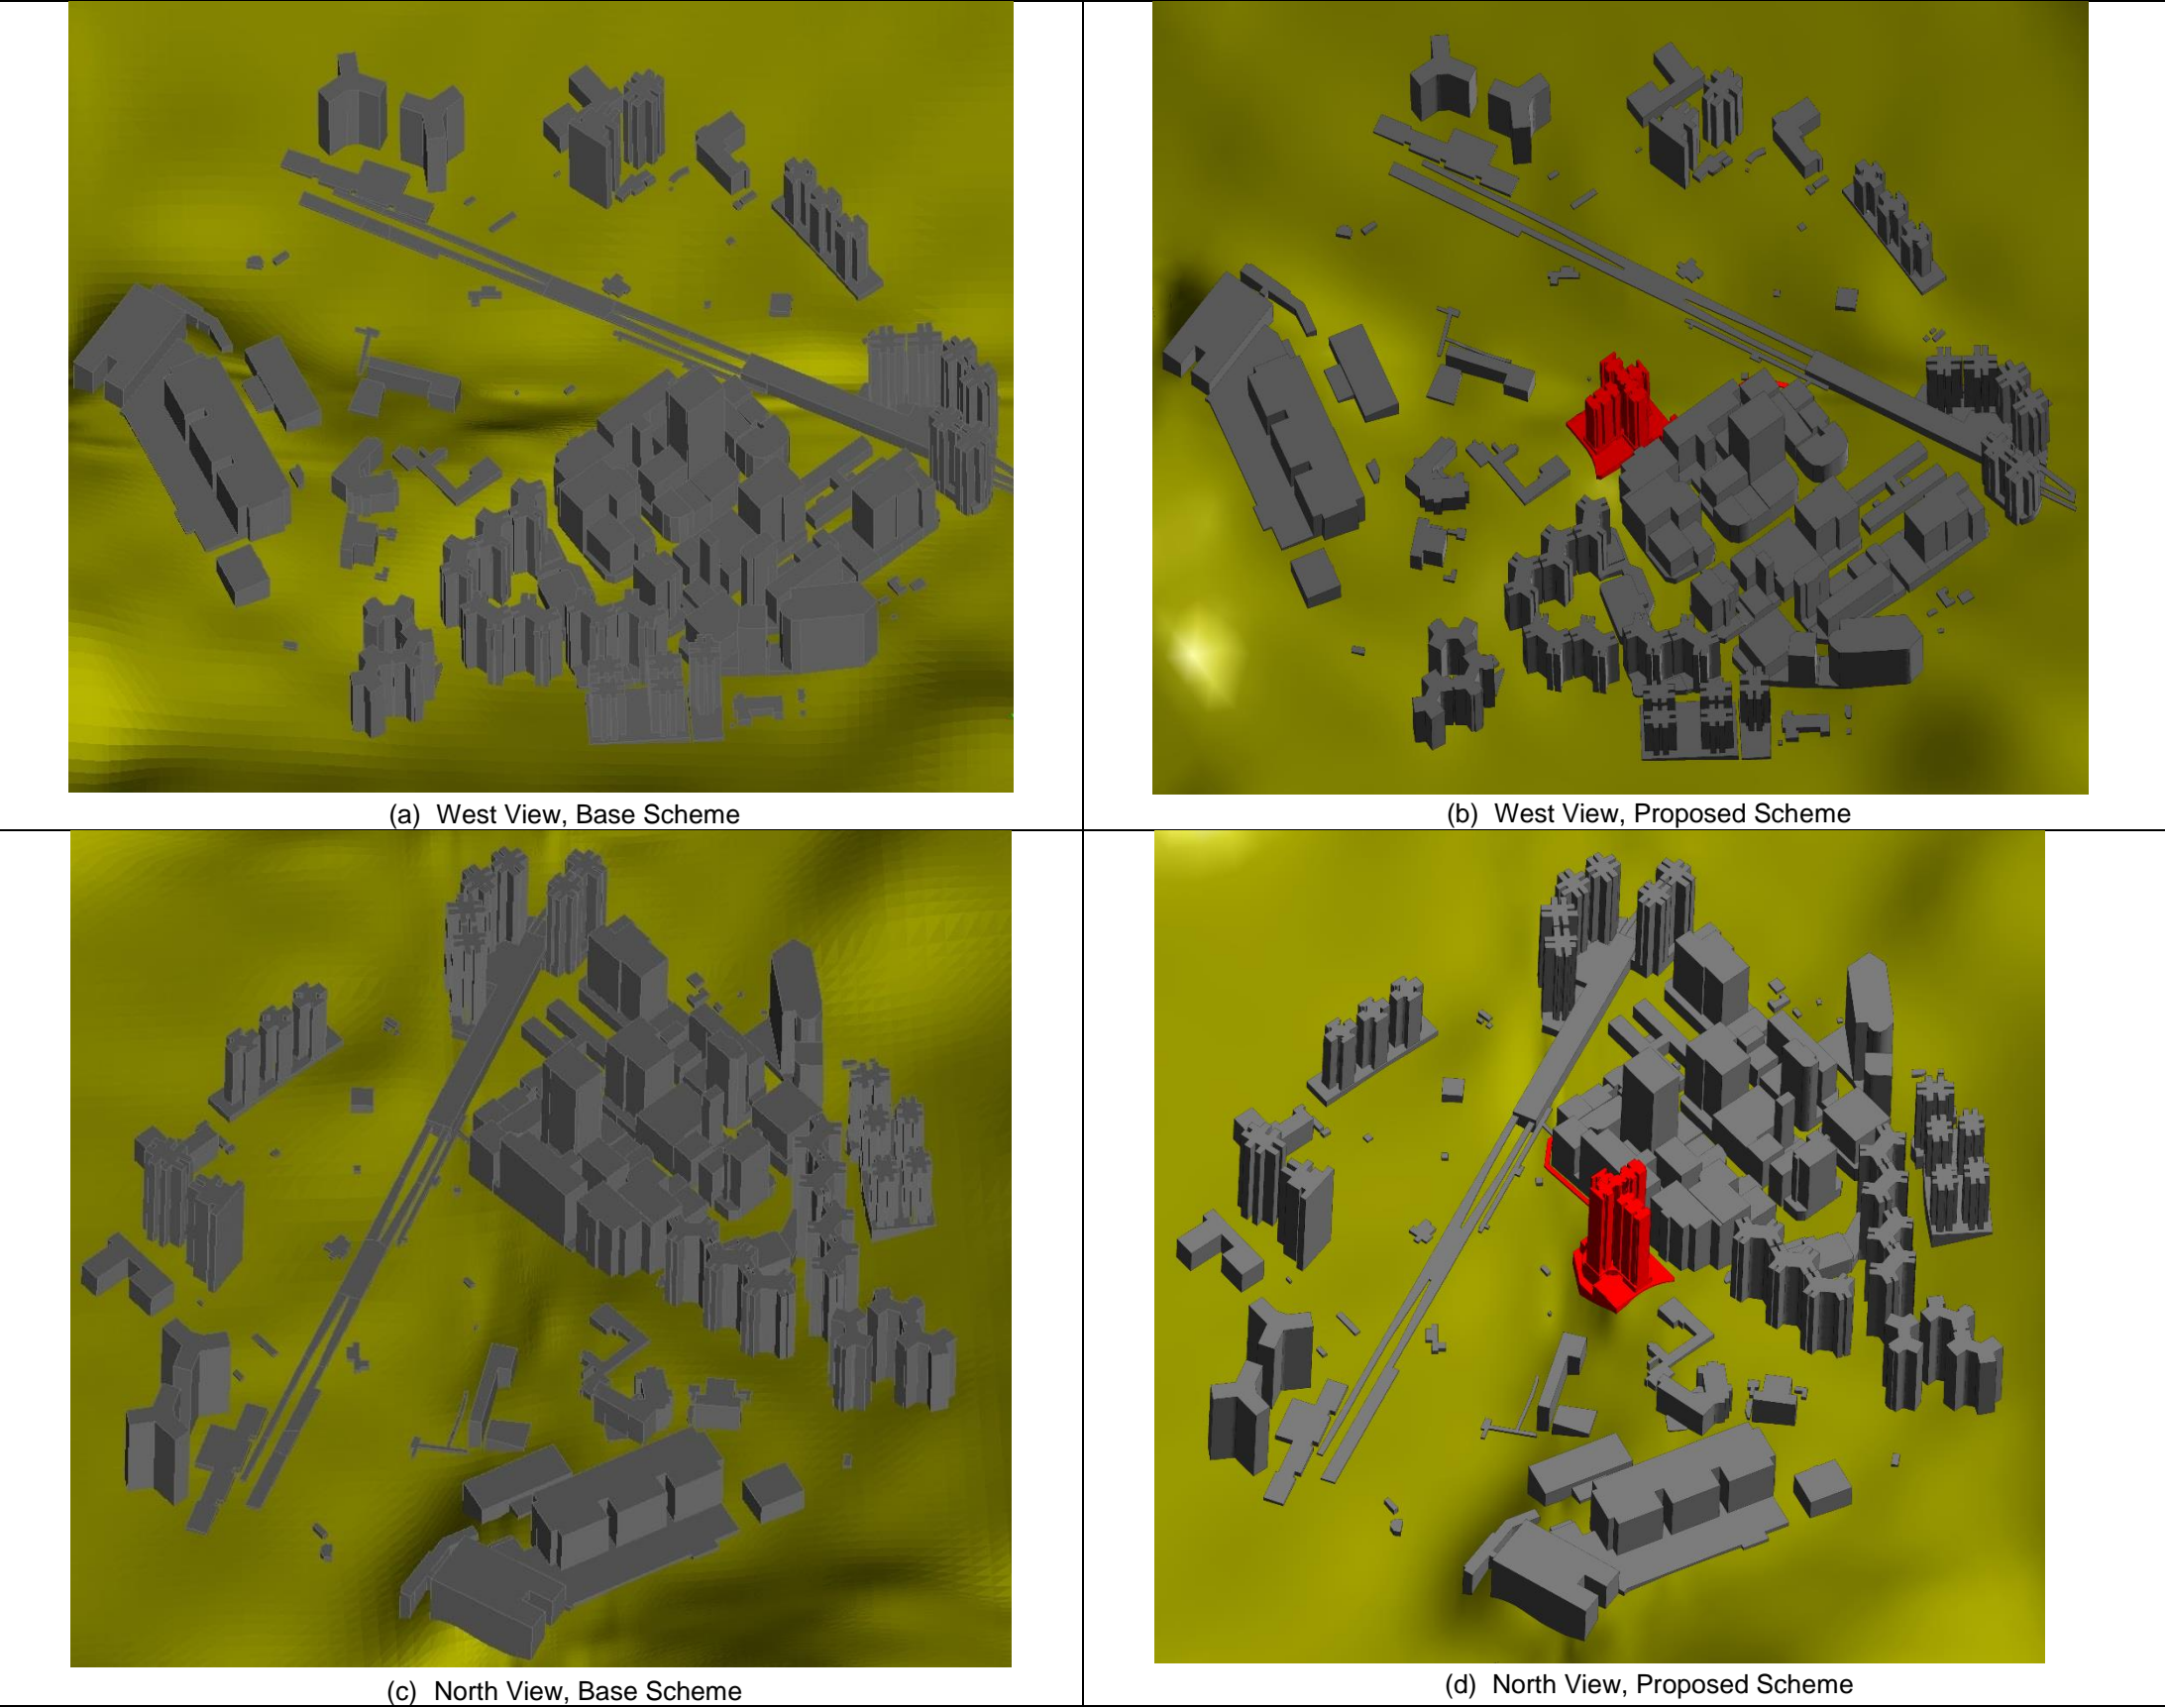 (a) West View, Base Scheme
(b) West View, Proposed Scheme
(c) North View, Base Scheme
(d) North View, Proposed Scheme